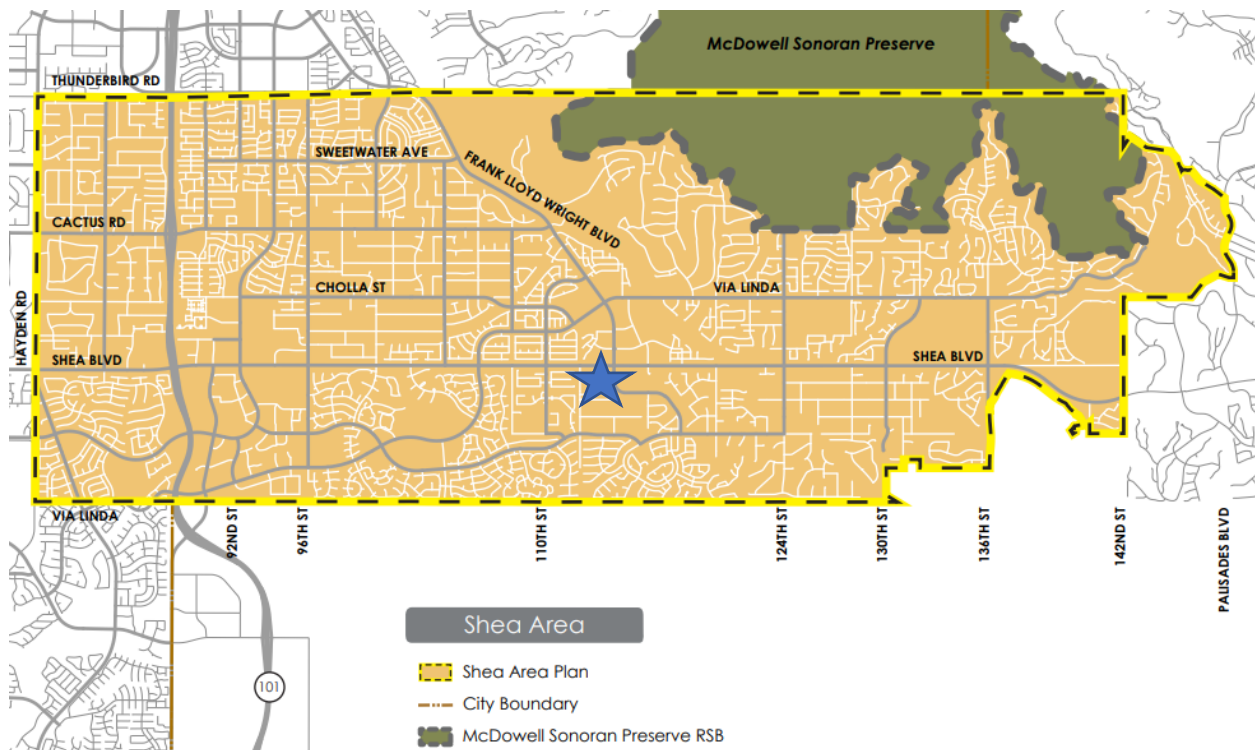 McDowell Sonoran Preserve
THUNDERBIRD RD
SWEETWATER AVE
FRANK LLOYD WRIGHT BLVD
CACTUS RD
CHOLLA ST
VIA LINDA
HAYDEN RD
SHEA BLVD
SHEA BLVD
VIA LINDA
92ND ST
96TH ST
110TH ST
124TH ST
130TH ST
136TH ST
142ND ST
PALISADES BLVD
Shea Area
101
Shea Area Plan
City Boundary
McDowell Sonoran Preserve RSB